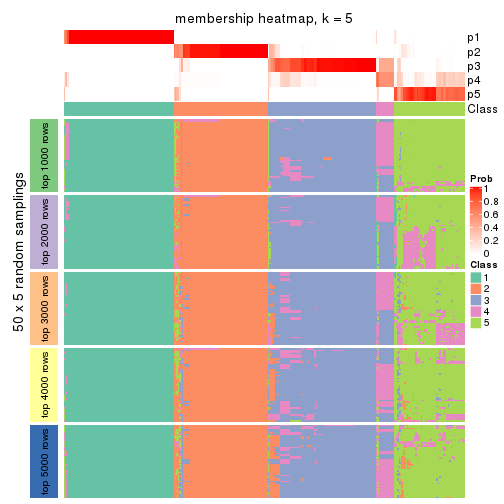 membership heatmap, k = 5
p1
p2
p3
p4
p5
Class
50 x 5 random samplings
top 1000 rows
top 2000 rows
top 3000 rows
top 4000 rows
top 5000 rows
Prob
1
0.8
0.6
0.4
0.2
0
Class
1
2
3
4
5